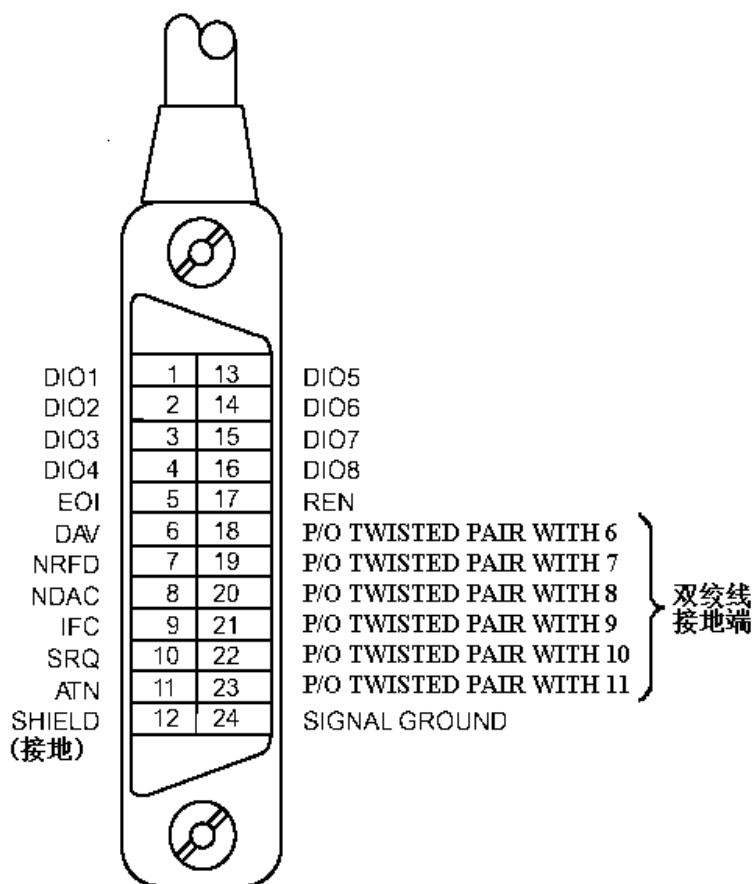 DIO1 1 13 DIO5
DIO2 2 14 DIO6
DIO3 3 15 DIO7
DIO4 4 16 DIO8
EOI 5 17 REN
DAV 6 18 P/O TWISTED PAIR WITH 6
NRFD 7 19 P/O TWISTED PAIR WITH 7
NDAC 8 20 P/O TWISTED PAIR WITH 8
IFC 9 21 P/O TWISTED PAIR WITH 9
SRQ 10 22 P/O TWISTED PAIR WITH 10
ATN 11 23 P/O TWISTED PAIR WITH 11
双绞线
接地端
SHIELD 12 24 SIGNAL GROUND
(接地)